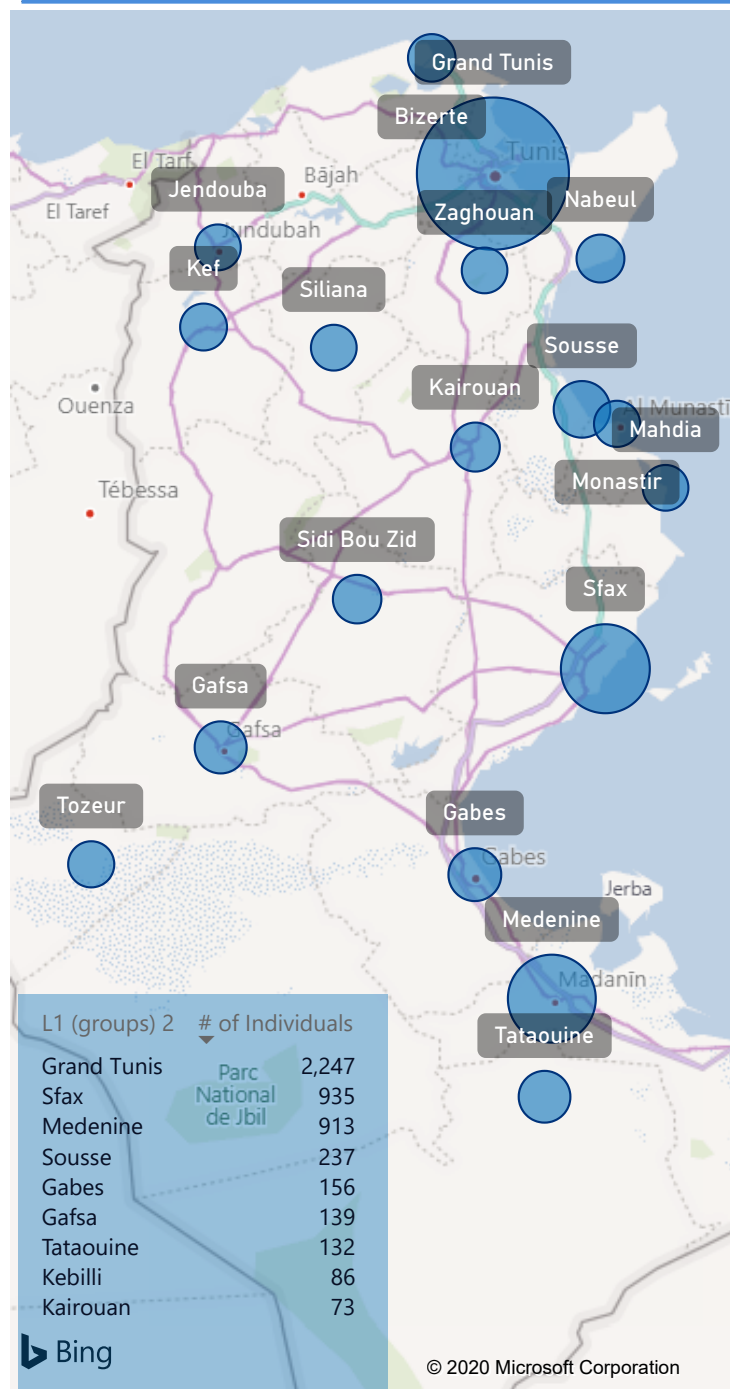 Grand Tunis
Bizerte
Tunis
El Tarf
Bājah
El Taref
Jendouba
Jundubah
Zaghouan
Nabeul
Kef
Siliana
Sousse
Ouenza
Kairouan
Al Munastī
Mahdia
Tébessa
Monastir
Sidi Bou Zid
Sfax
Gafsa
Gafsa
Tozeur
Gabes
Gabes
Jerba
Medenine
Madanīn
Tataouine
L1 (groups) 2 # of Individuals
Grand Tunis 2,247
Sfax 935
Medenine 913
Sousse 237
Gabes 156
Gafsa 139
Tataouine 132
Kebilli 86
Kairouan 73
Parc
National
de Jbil
Bing
© 2020 Microsoft Corporation